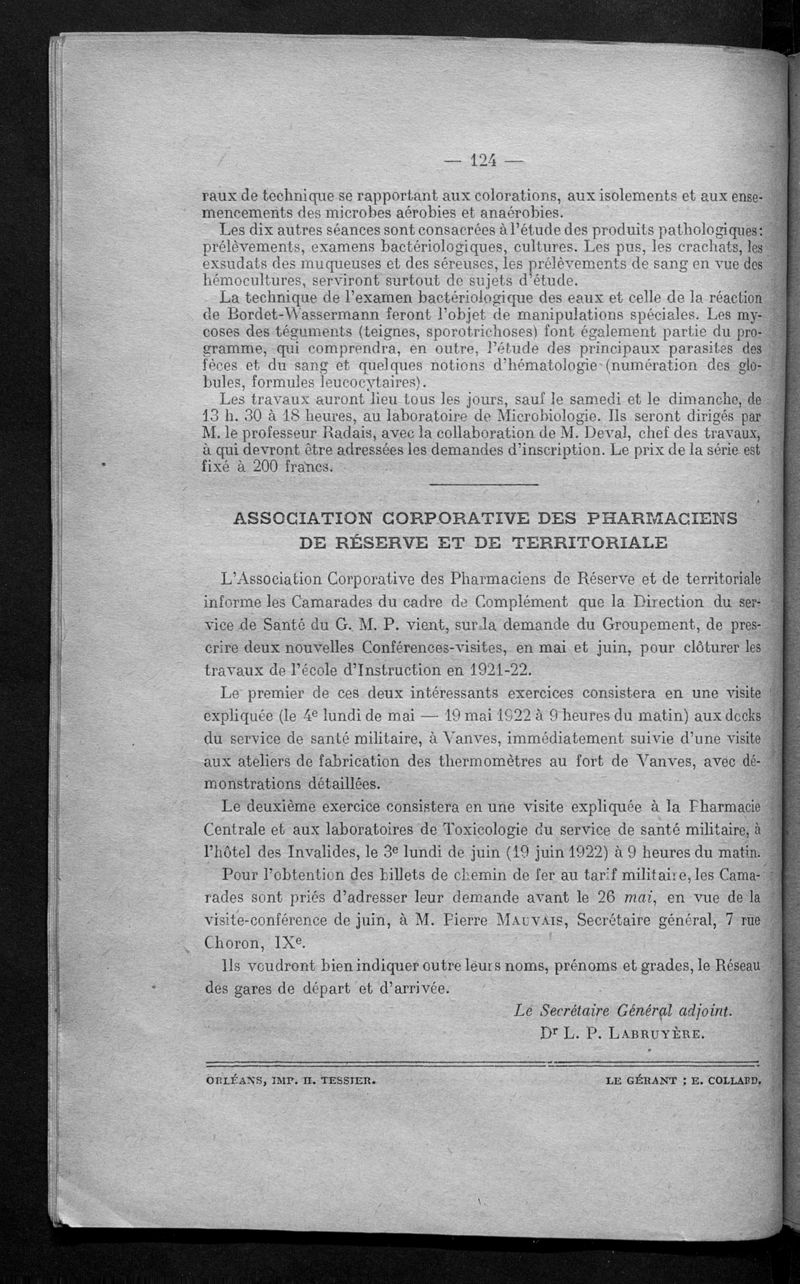 — 124 —
raux de technique se rapportant aux colorations, aux isolements et aux ense-
mencements des microbes aérobies et anaérobies.
Les dix autres séances sont consacrées à l'étude des produits pathologiques :
prélèvements, examens bactériologiques, cultures. Les pus, les crachats, les
exsudats des muqueuses et des séreuses, les prélèvements de sang en vue des
hémocultures, serviront surtout de sujets d'étude.
La technique de l'examen bactériologique des eaux et celle de la réaction
de Bordet-Wassermann feront l'objet de manipulations spéciales. Les my-
coses des téguments (teignes, sporotrichoses) font également partie du pro-
gramme, qui comprendra, en outre, l'étude des principaux parasites des
fèces et du sang et quelques notions d'hématologie (numération des glo-
bules, formules leucocytaires).
Les travaux auront lieu tous les jours, sauf le samedi et le dimanche, de
13 h. 30 à 18 heures, au laboratoire de Microbiologie. Ils seront dirigés par
M. le professeur Radais, avec la collaboration de M. Deval, chef des travaux,
à qui devront être adressées les demandes d'inscription. Le prix de la série est
fixé à 200 francs.
ASSOCIATION CORPORATIVE DES PHARMACIENS
DE RÉSERVE ET DE TERRITORIALE
L'Association Corporative des Pharmaciens de Réserve et de territoriale
informe les Camarades du cadre de Complément que la Direction du ser-
vice de Santé du G. M. P. vient, sur la demande du Groupement, de pres-
crire deux nouvelles Conférences-visites, en mai et juin, pour clôturer les
travaux de l'école d'Instruction en 1921-22.
Le premier de ces deux intéressants exercices consistera en une visite
expliquée (le 4e lundi de mai — 19 mai 1922 à 9 heures du matin) aux docks
du service de santé militaire, à Vanves, immédiatement suivie d'une visite
aux ateliers de fabrication des thermomètres au fort de Vanves, avec dé-
monstrations détaillées.
Le deuxième exercice consistera en une visite expliquée à la Pharmacie
Centrale et aux laboratoires de Toxicologie du service de santé militaire, à
l'hôtel des Invalides, le 3e lundi de juin (19 juin 1922) à 9 heures du matin.
Pour l'obtention des billets de chemin de fer au tarif militaire, les Cama-
rades sont priés d'adresser leur demande avant le 26 mai, en vue de la
visite-conférence de juin, à M. Pierre MAUVAIS, Secrétaire général, 7 rue
Choron, IXe.
Ils voudront bien indiquer outre leurs noms, prénoms et grades, le Réseau
des gares de départ et d'arrivée.
Le Secrétaire Général adjoint.
Dr L. P. LABRUYÈRE.
ORLÉANS, IMP. H. TESSIER.
LE GÉRANT : E. COLLARD.